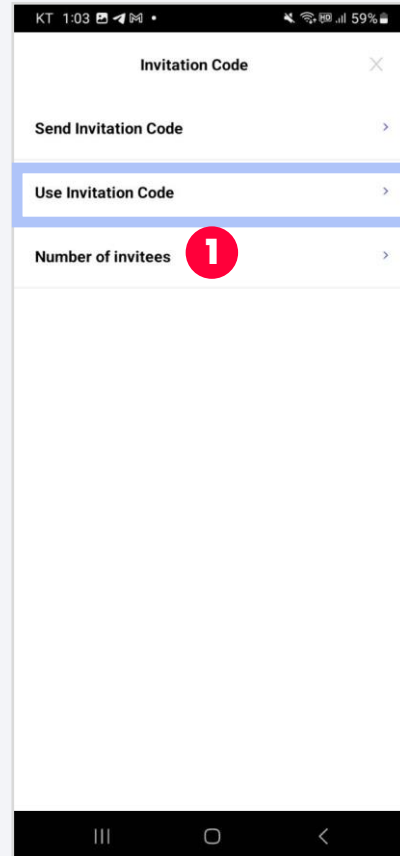 KT 1:03 59%
Invitation Code
Send Invitation Code
Use Invitation Code
Number of invitees 1